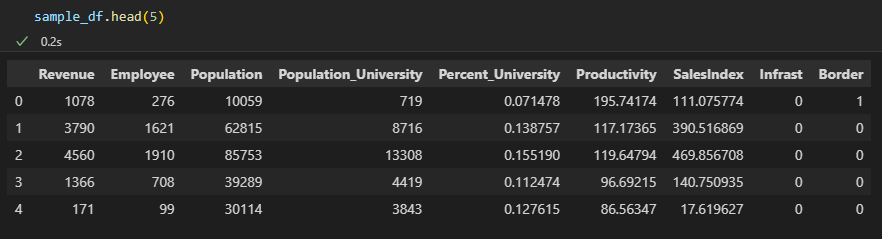 sample_df.head(5)
0.2s
Revenue Employee Population Population_University Percent_University Productivity SalesIndex Infrast Border
0 1078 276 10059 719 0.071478 195.74174 111.075774 0 1
1 3790 1621 62815 8716 0.138757 117.17365 390.516869 0 0
2 4560 1910 85753 13308 0.155190 119.64794 469.856708 0 0
3 1366 708 39289 4419 0.112474 96.69215 140.750935 0 0
4 171 99 30114 3843 0.127615 86.56347 17.619627 0 0